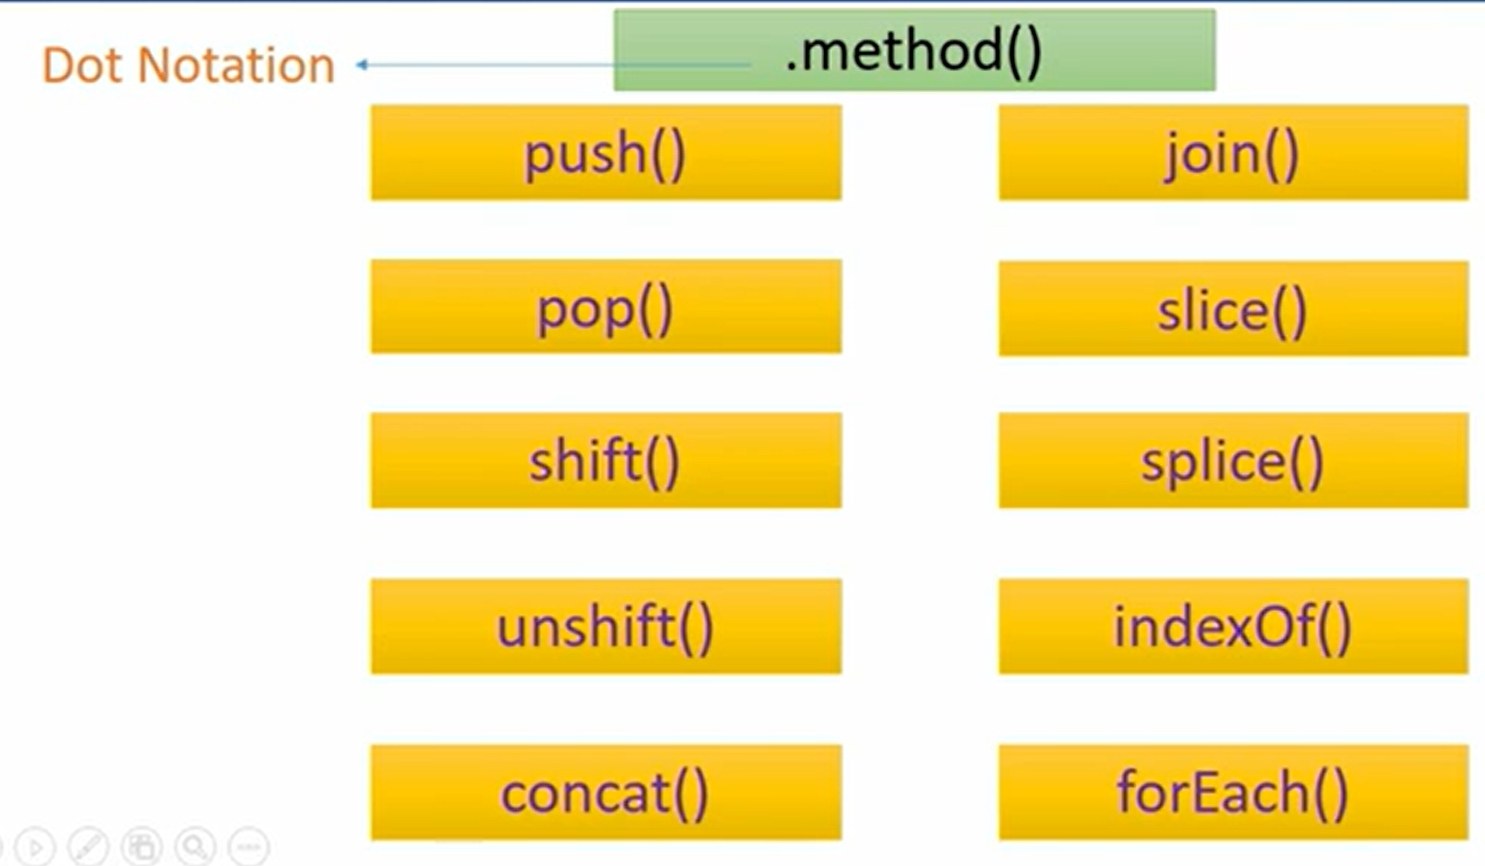 Dot Notation
.method()
push()
join()
pop()
slice()
shift()
splice()
unshift()
indexOf()
concat()
forEach()